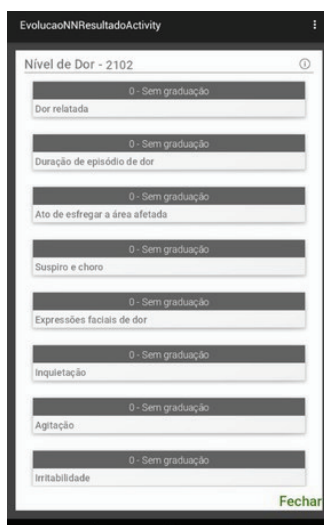 EvolucaoNNResultadoActivity
Nível de Dor - 2102
0 - Sem graduação
Dor relatada
0 - Sem graduação
Duração de episódio de dor
0 - Sem graduação
Ato de esfregar a área afetada
0 - Sem graduação
Suspiro e choro
0 - Sem graduação
Expressões faciais de dor
0 - Sem graduação
Inquietação
0 - Sem graduação
Agitação
0 - Sem graduação
Irritabilidade
Fechar